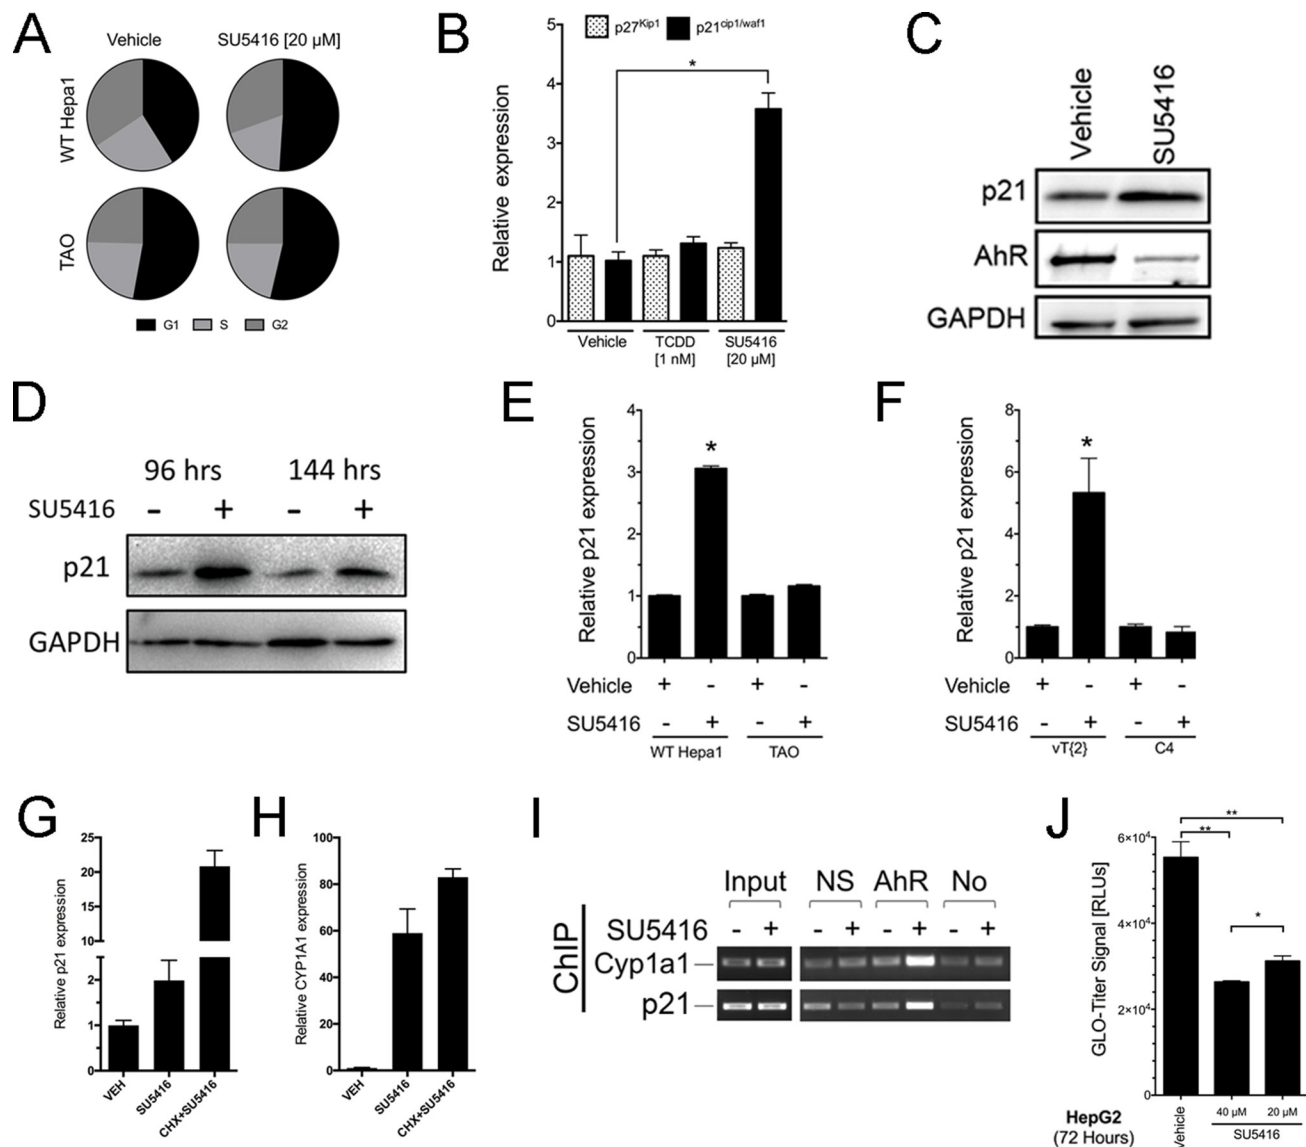 A
Vehicle
SU5416 [20 µM]
WT Hepa1
TAO
G1
S
G2
B
p27Kip1
p21cip1/waf1
Relative expression
5
4
3
2
1
0
*
Vehicle
TCDD
[1 nM]
SU5416
[20 µM]
C
Vehicle
SU5416
p21
AhR
GAPDH
D
96 hrs
144 hrs
SU5416
- + - +
p21
GAPDH
E
Relative p21 expression
4
3
2
1
0
*
Vehicle + - + -
SU5416 - + - +
WT Hepa1
TAO
F
Relative p21 expression
8
6
4
2
0
*
Vehicle + - + -
SU5416 - + - +
vT{2}
C4
G
Relative p21 expression
25
20
15
10
2
1
0
VEH
SU5416
CHX+SU5416
H
Relative CYP1A1 expression
100
80
60
40
20
0
VEH
SU5416
CHX+SU5416
I
ChIP
Input NS AhR No
SU5416 - + - + - + - +
Cyp1a1
p21
J
GLO-Titer Signal [RLUs]
6×10⁴
4×10⁴
2×10⁴
0
**
**
*
Vehicle
40 µM
20 µM
SU5416
HepG2
(72 Hours)